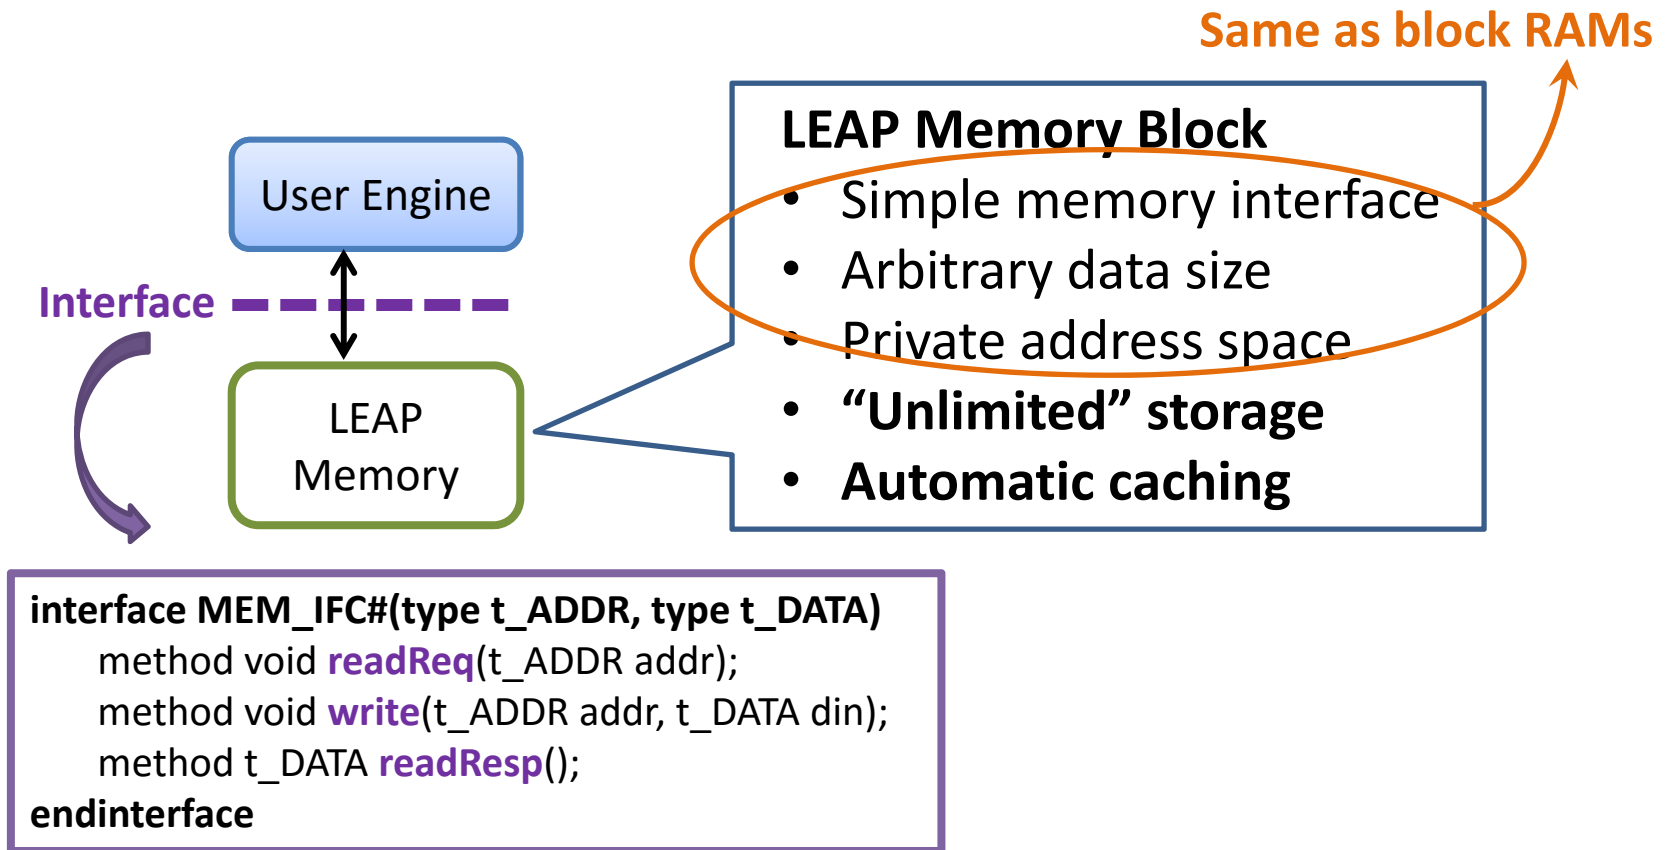 Same as block RAMs
LEAP Memory Block
• Simple memory interface
• Arbitrary data size
• Private address space
• “Unlimited” storage
• Automatic caching
User Engine
Interface
LEAP
Memory
interface MEM_IFC#(type t_ADDR, type t_DATA)
method void readReq(t_ADDR addr);
method void write(t_ADDR addr, t_DATA din);
method t_DATA readResp();
endinterface